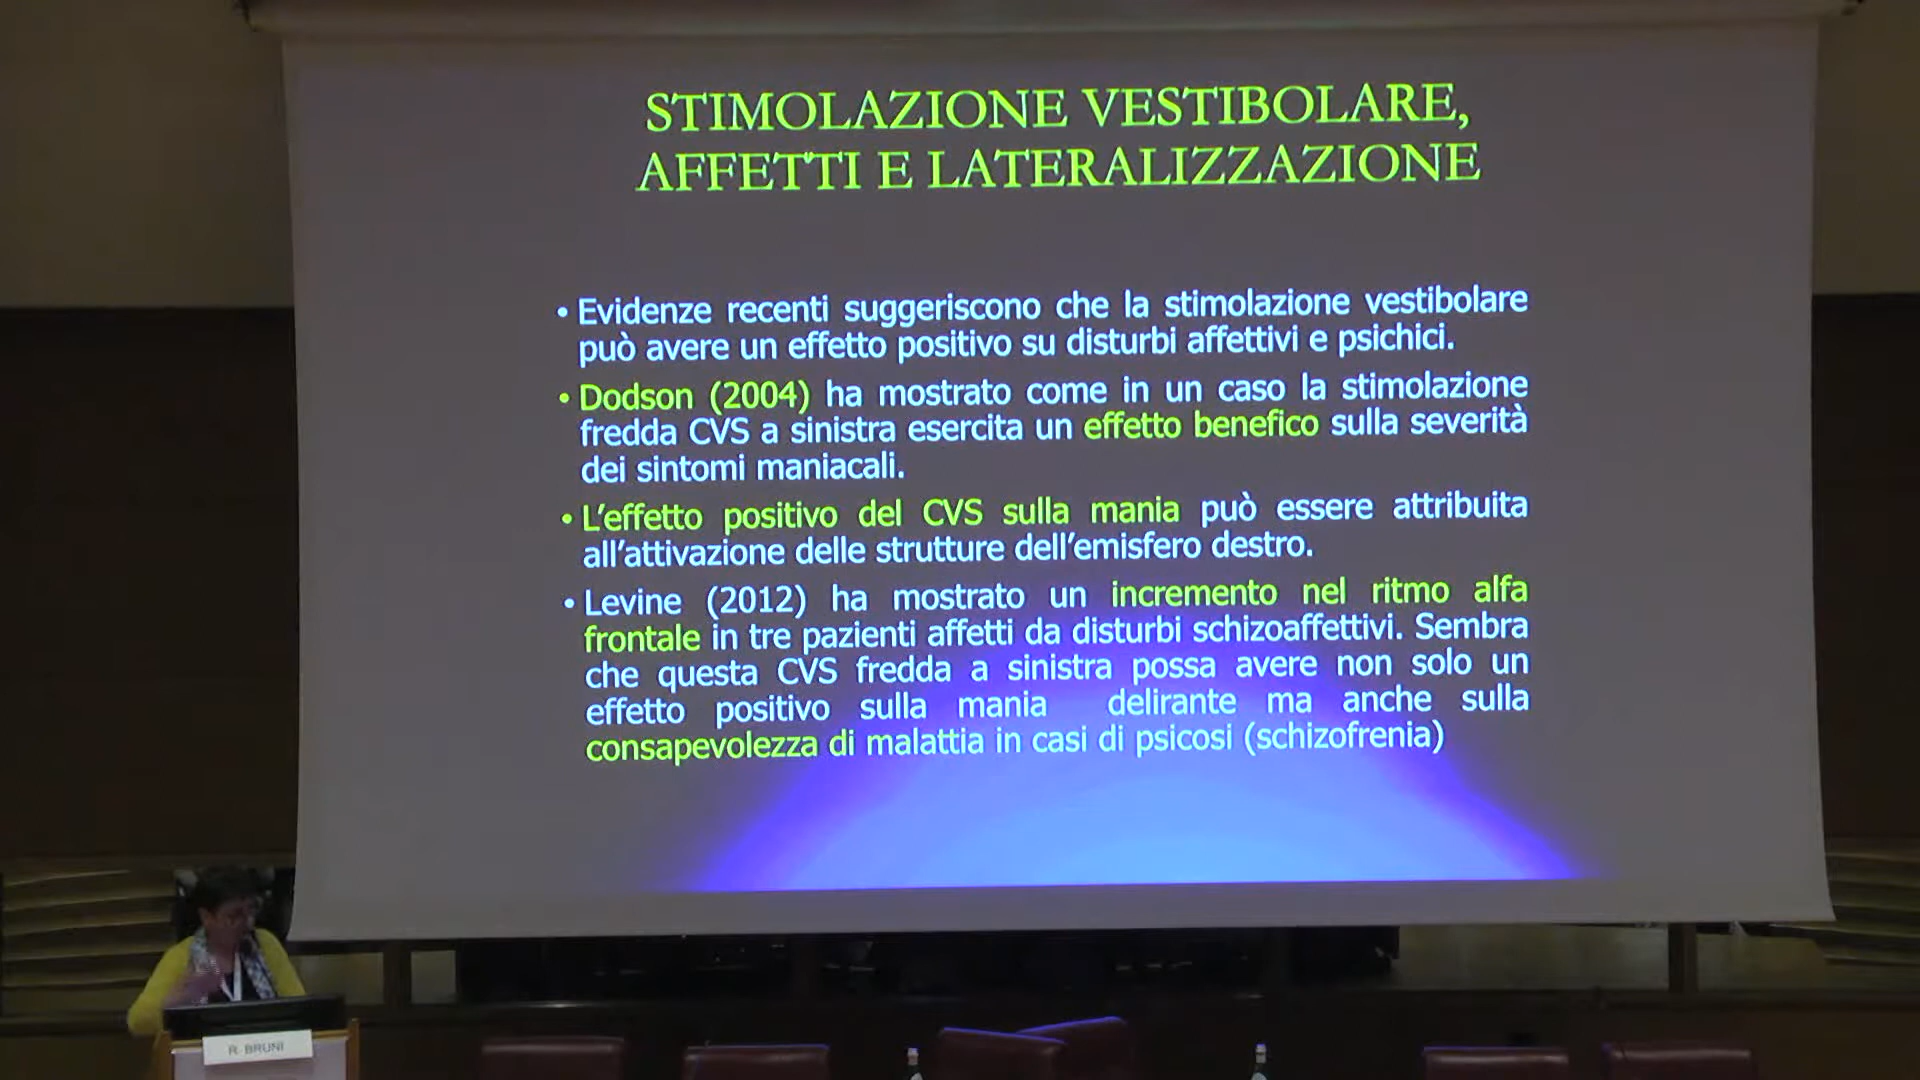 STIMOLAZIONE VESTIBOLARE,
AFFETTI E LATERALIZZAZIONE
• Evidenze recenti suggeriscono che la stimolazione vestibolare
può avere un effetto positivo su disturbi affettivi e psichici.
• Dodson (2004) ha mostrato come in un caso la stimolazione
fredda CVS a sinistra esercita un effetto benefico sulla severità
dei sintomi maniacali.
• L'effetto positivo del CVS sulla mania può essere attribuita
all'attivazione delle strutture dell'emisfero destro.
• Levine (2012) ha mostrato un incremento nel ritmo alfa
frontale in tre pazienti affetti da disturbi schizoaffettivi. Sembra
che questa CVS fredda a sinistra possa avere non solo un
effetto positivo sulla mania delirante ma anche sulla
consapevolezza di malattia in casi di psicosi (schizofrenia)
R. BRUNI